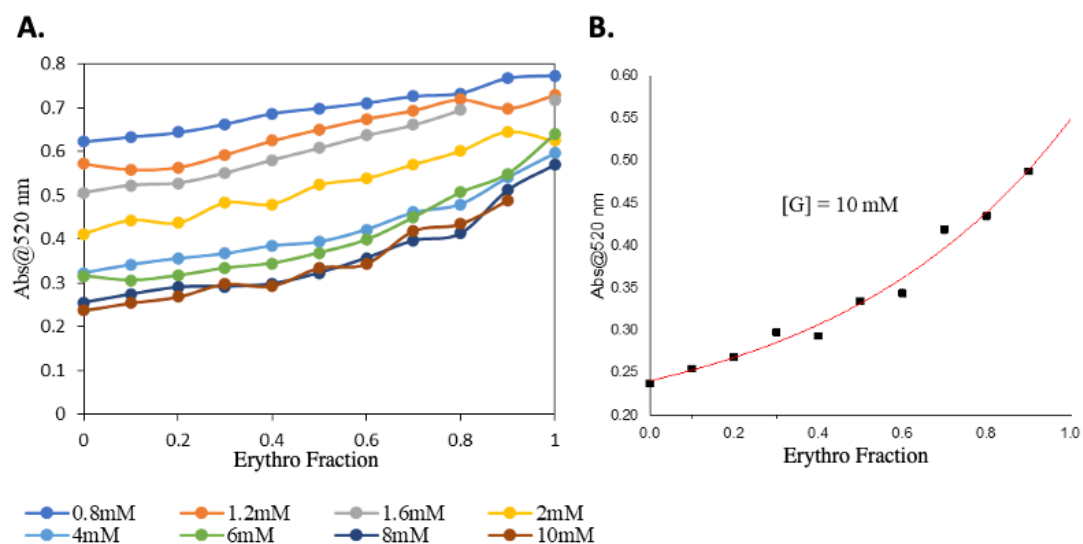 A.
B.
0.8
0.7
0.6
0.5
0.4
0.3
0.2
0.1
0
Abs@520 nm
0 0.2 0.4 0.6 0.8 1
Erythro Fraction
0.60
0.55
0.50
0.45
0.40
0.35
0.30
0.25
0.20
Abs@520 nm
[G] = 10 mM
0.0 0.2 0.4 0.6 0.8 1.0
Erythro Fraction
0.8mM 1.2mM 1.6mM 2mM
4mM 6mM 8mM 10mM